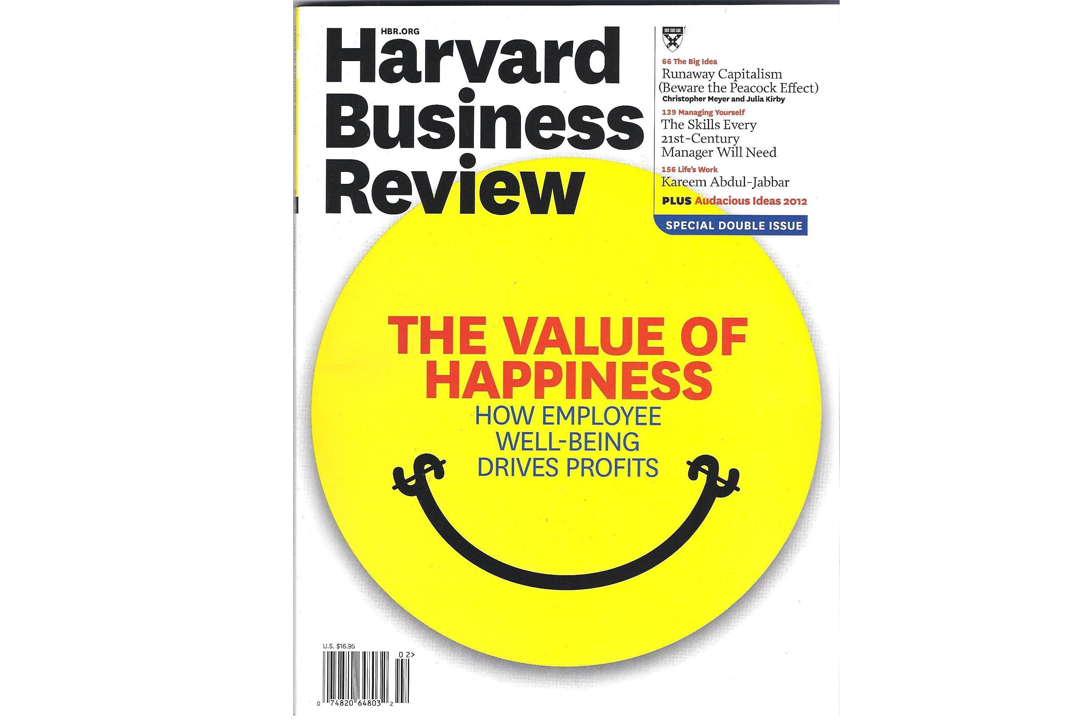 HBR.ORG
Harvard
Business
Review
66 The Big Idea
Runaway Capitalism
(Beware the Peacock Effect)
Christopher Meyer and Julia Kirby
139 Managing Yourself
The Skills Every
21st-Century
Manager Will Need
156 Life's Work
Kareem Abdul-Jabbar
PLUS Audacious Ideas 2012
SPECIAL DOUBLE ISSUE
THE VALUE OF
HAPPINESS
HOW EMPLOYEE
WELL-BEING
DRIVES PROFITS
U.S. $16.95
0 2>
0 74820 64803 2